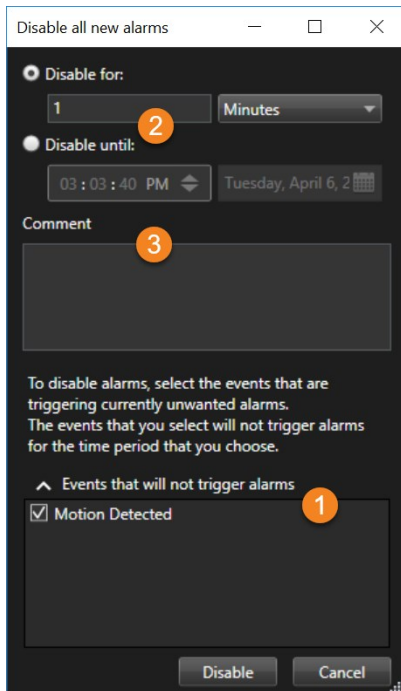 Disable all new alarms
Disable for:
1 Minutes
2
Disable until:
03:03:40 PM Tuesday, April 6, 2
Comment
3
To disable alarms, select the events that are
triggering currently unwanted alarms.
The events that you select will not trigger alarms
for the time period that you choose.
Events that will not trigger alarms
1
Motion Detected
Disable Cancel